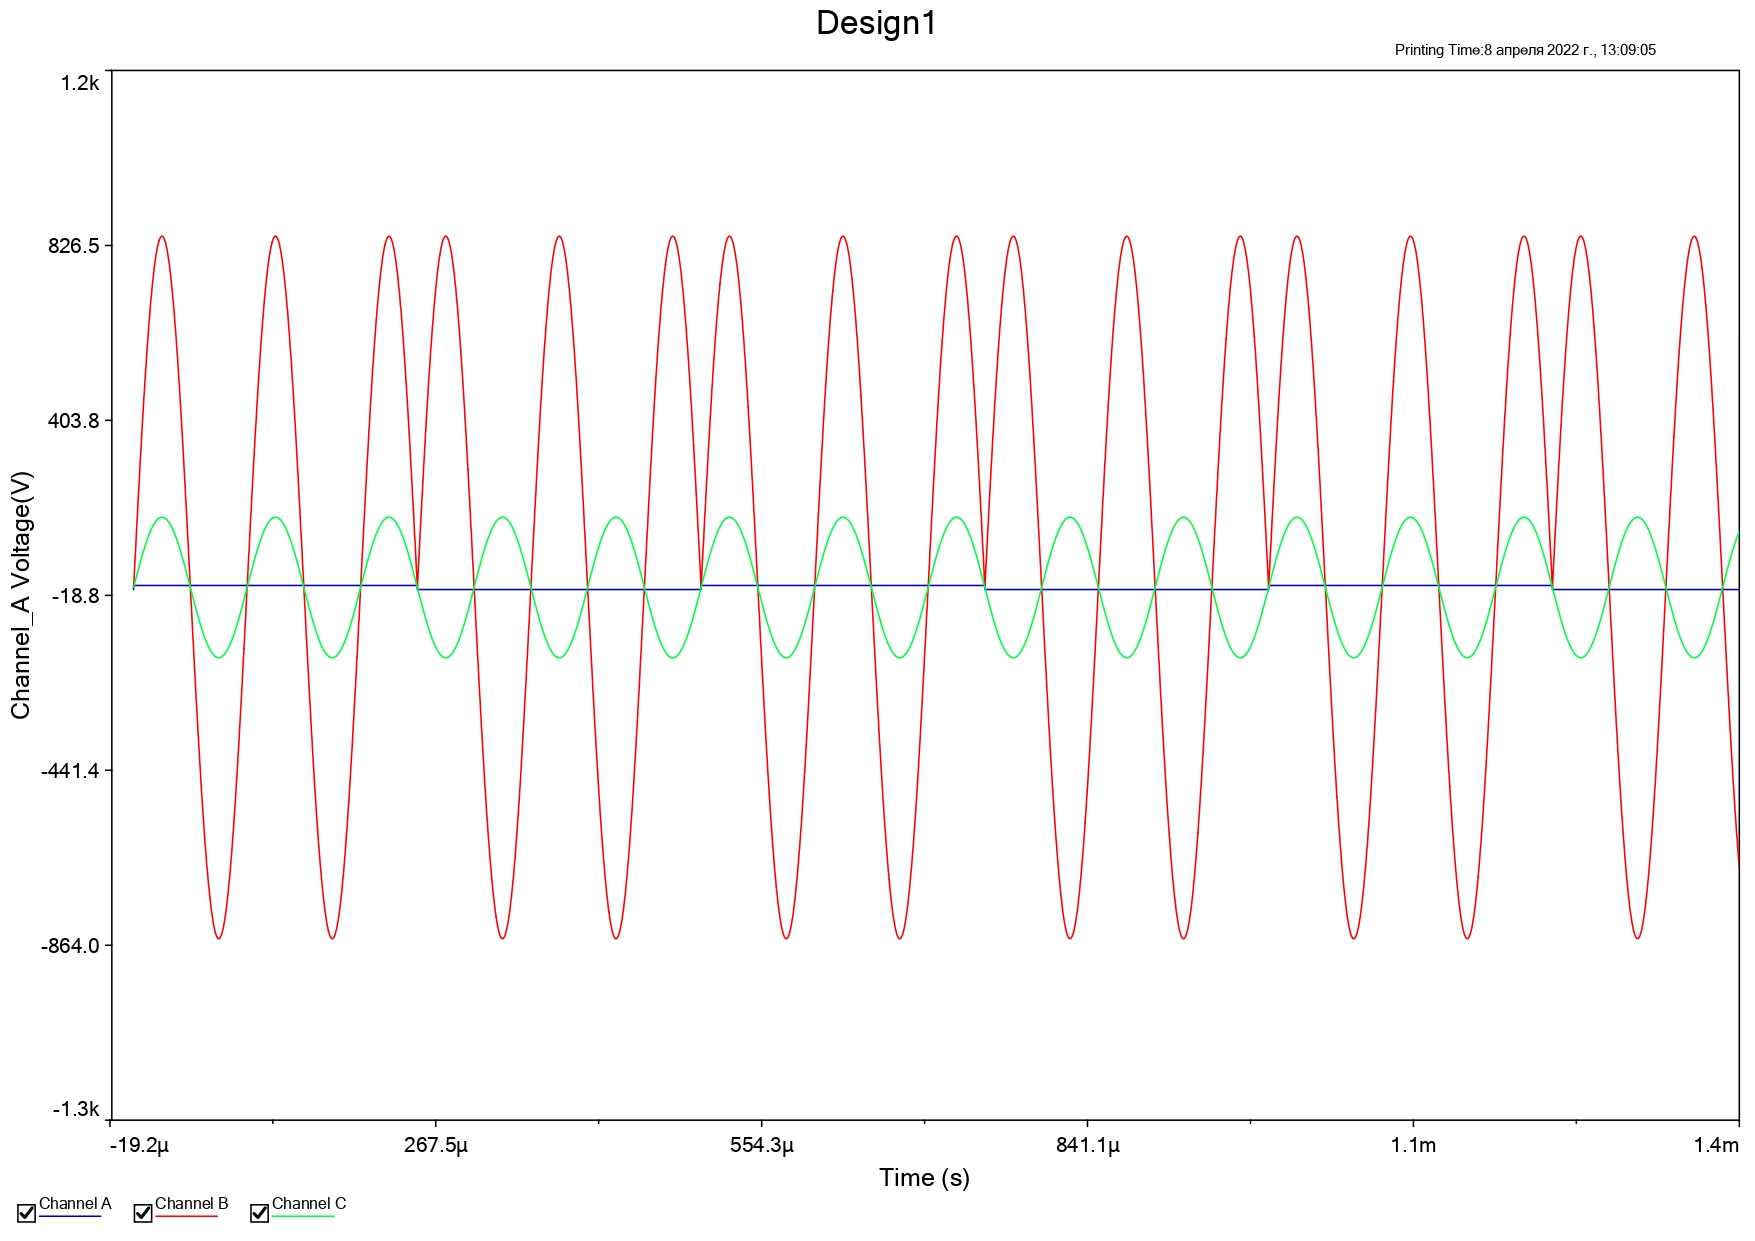 Design1
Printing Time:8 апреля 2022 г., 13:09:05
1.2k
826.5
403.8
-18.8
-441.4
-864.0
-1.3k
Channel_A Voltage(V)
-19.2µ 267.5µ 554.3µ 841.1µ 1.1m 1.4m
Time (s)
Channel A Channel B Channel C